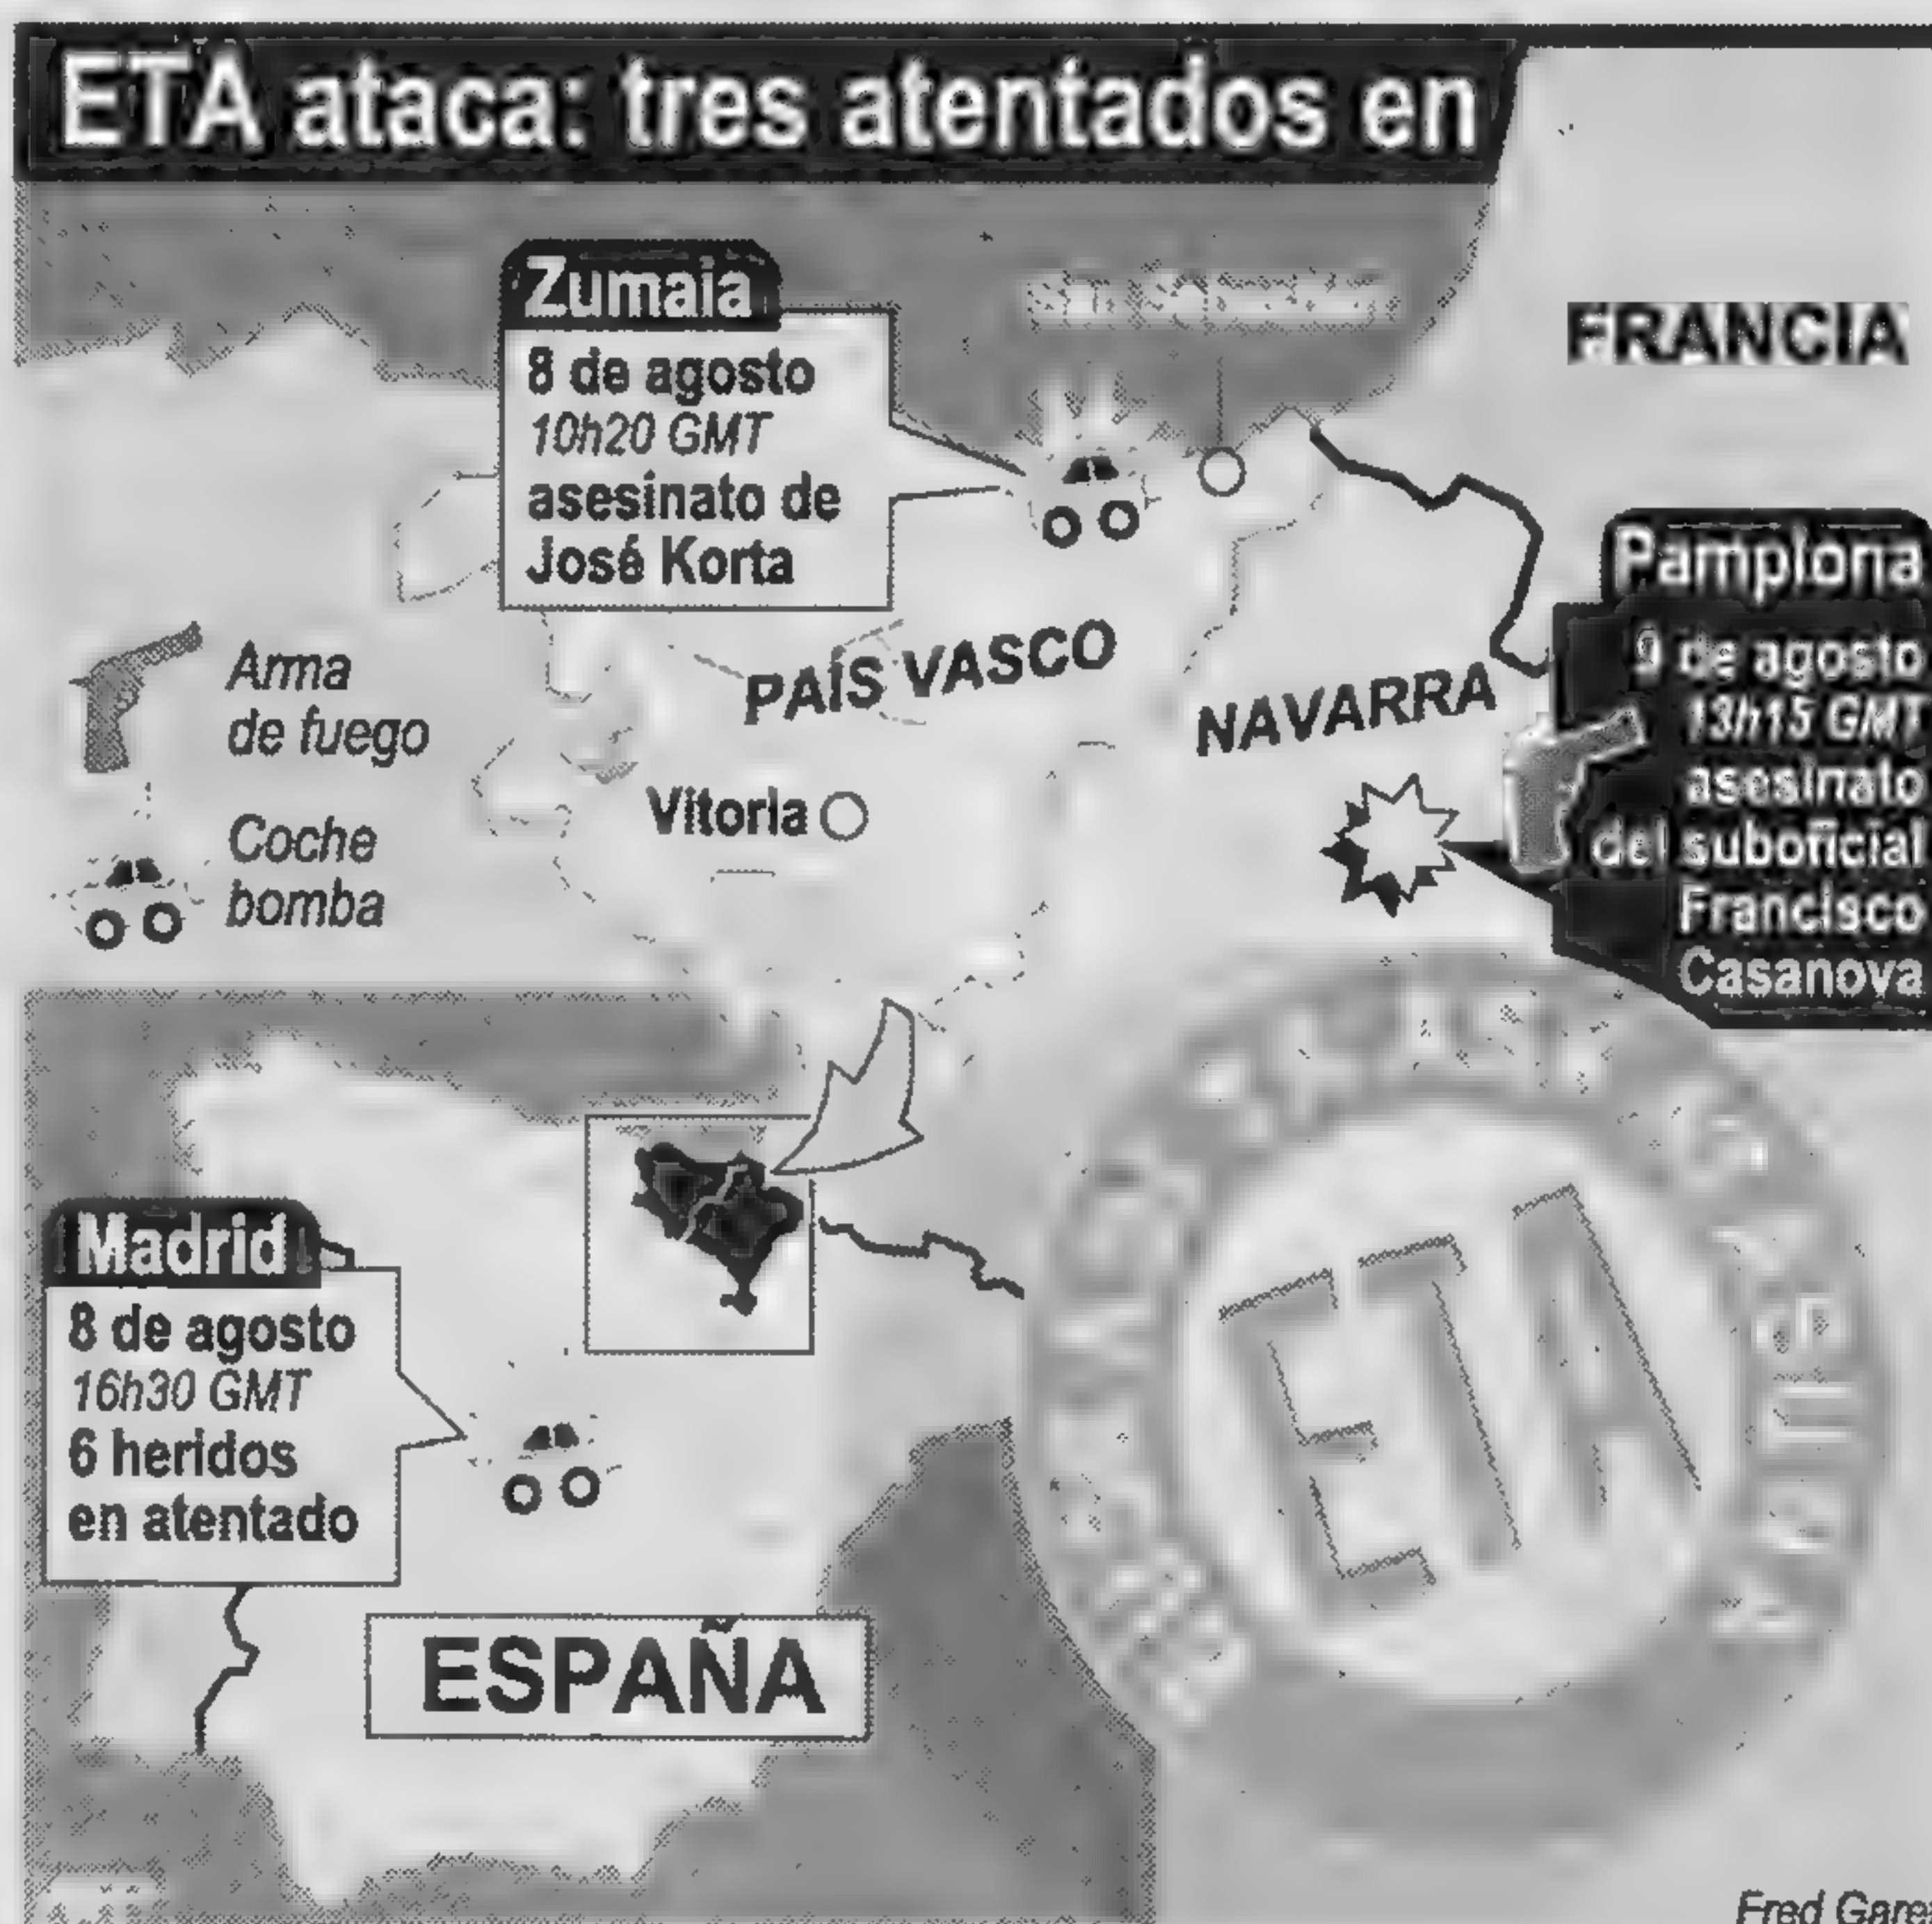 ETA ataca: tres atentados en
Zumaia
8 de agosto
10h20 GMT
asesinato de
José Korta
FRANCIA
Pamplona
9 de agosto
13h15 GMT
asesinato
del suboficial
Francisco
Casanova
Arma
de fuego
Coche
bomba
PAÍS VASCO
NAVARRA
Vitoria
Madrid
8 de agosto
16h30 GMT
6 heridos
en atentado
ESPAÑA
ETA
Fred